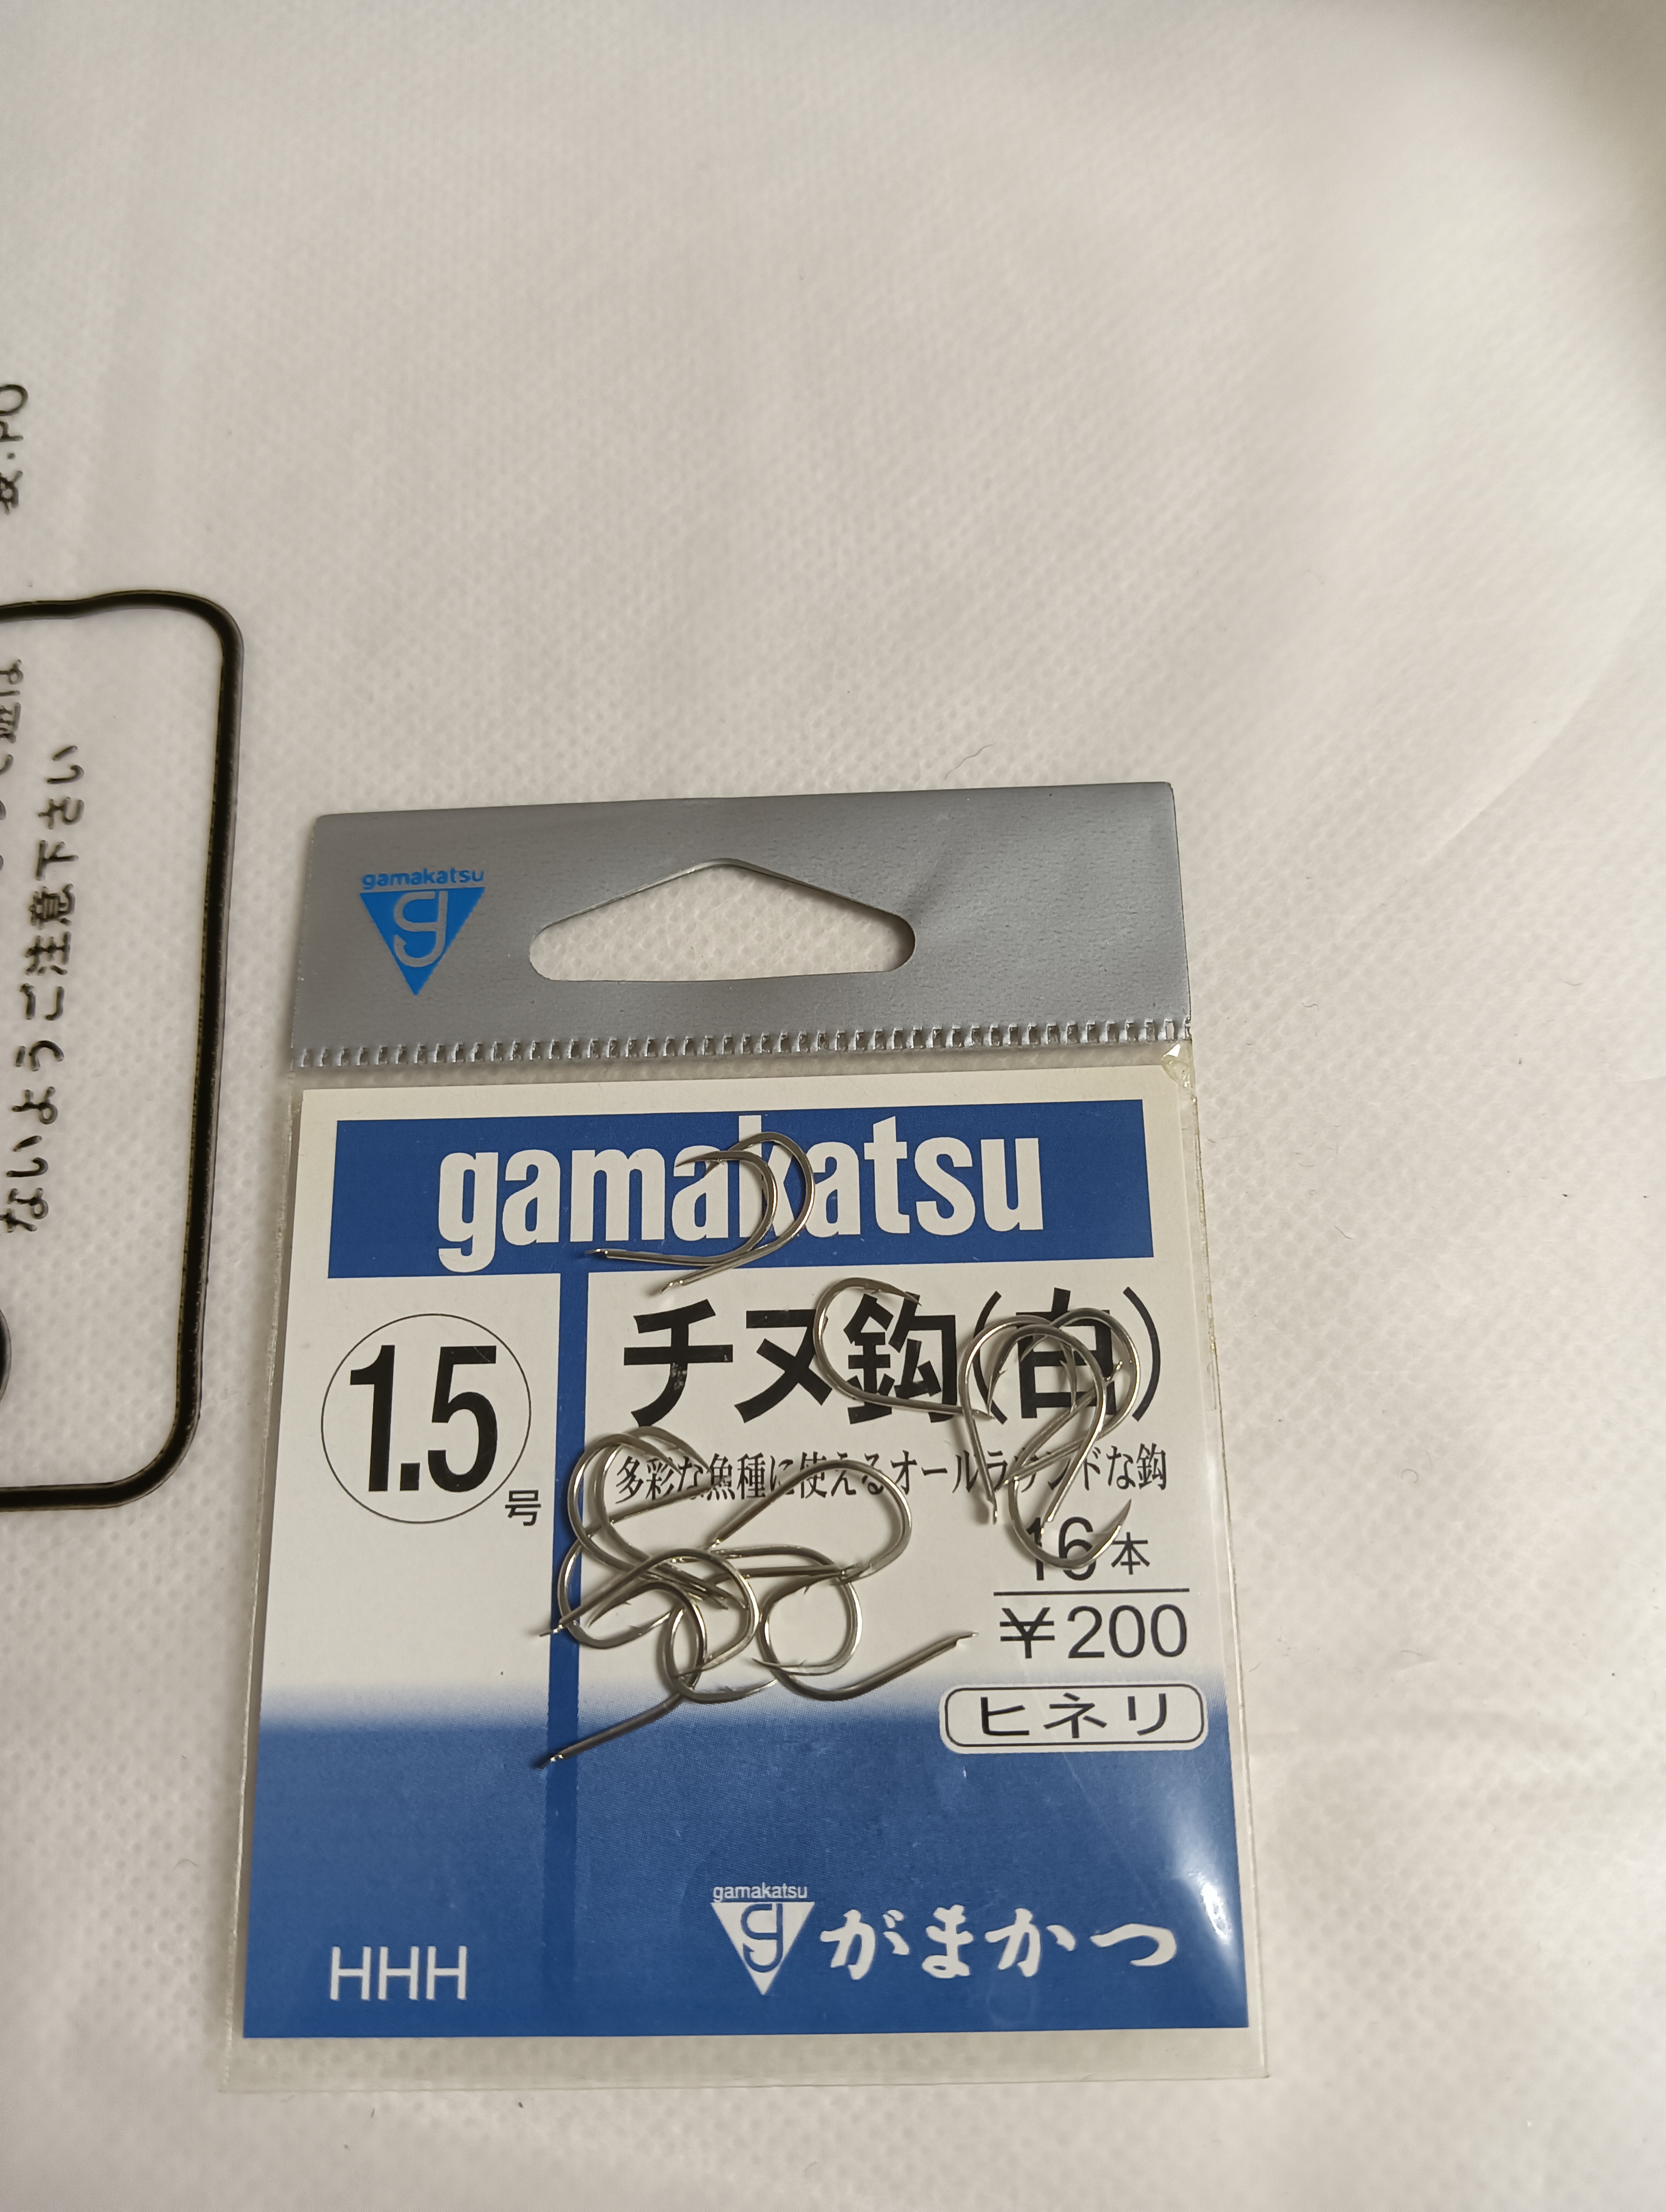 ないようご注意下さい
gamakatsu
g
gamakatsu
1.5号
チヌ鈎(白)
多彩な魚種に使えるオールラウンドな鈎
16本
¥200
ヒネリ
HHH
gamakatsu
g
がまかつ